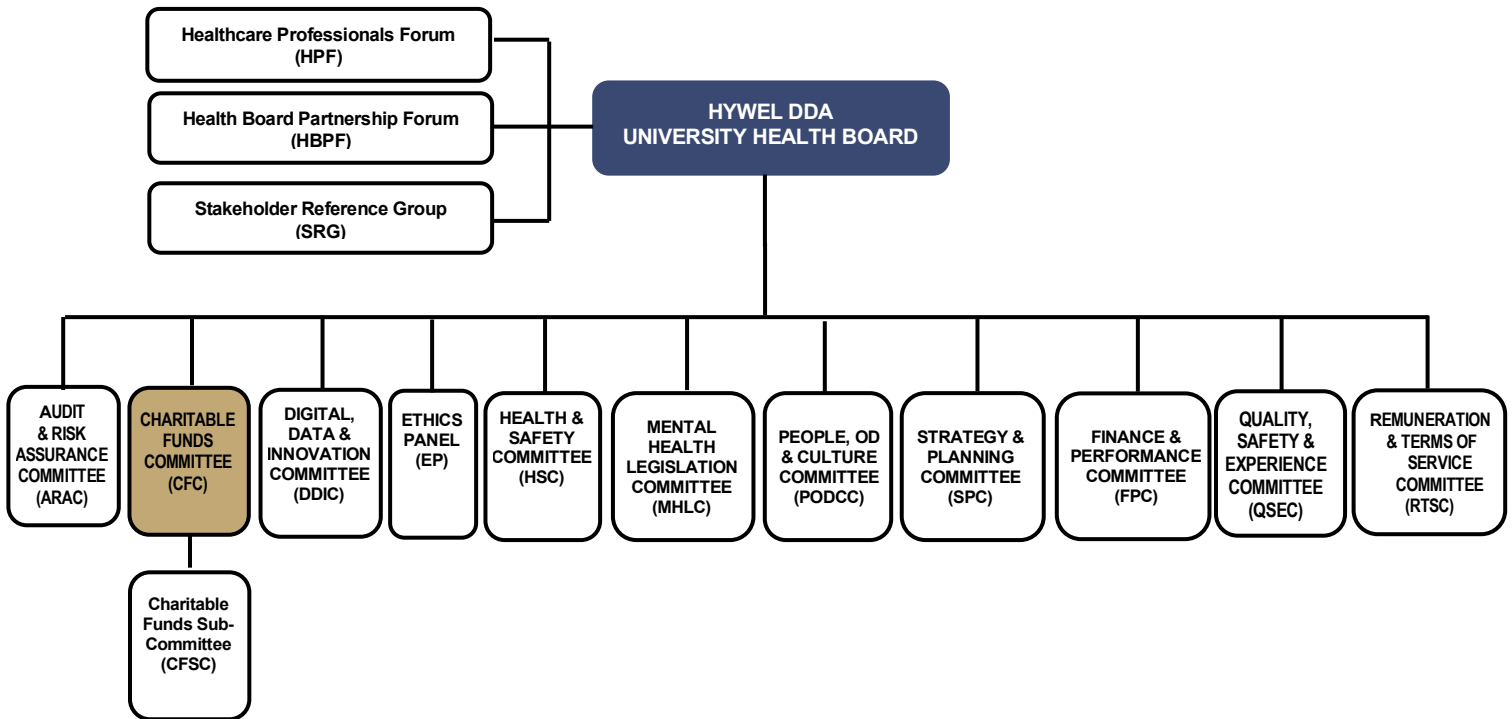 Healthcare Professionals Forum
(HPF)
Health Board Partnership Forum
(HBPF)
Stakeholder Reference Group
(SRG)
HYWEL DDA
UNIVERSITY HEALTH BOARD
AUDIT
& RISK
ASSURANCE
COMMITTEE
(ARAC)
CHARITABLE
FUNDS
COMMITTEE
(CFC)
DIGITAL,
DATA &
INNOVATION
COMMITTEE
(DDIC)
ETHICS
PANEL
(EP)
HEALTH &
SAFETY
COMMITTEE
(HSC)
MENTAL
HEALTH
LEGISLATION
COMMITTEE
(MHLC)
PEOPLE, OD
& CULTURE
COMMITTEE
(PODCC)
STRATEGY &
PLANNING
COMMITTEE
(SPC)
FINANCE &
PERFORMANCE
COMMITTEE
(FPC)
QUALITY,
SAFETY &
EXPERIENCE
COMMITTEE
(QSEC)
REMUNERATION
& TERMS OF
SERVICE
COMMITTEE
(RTSC)
Charitable
Funds Sub-
Committee
(CFSC)